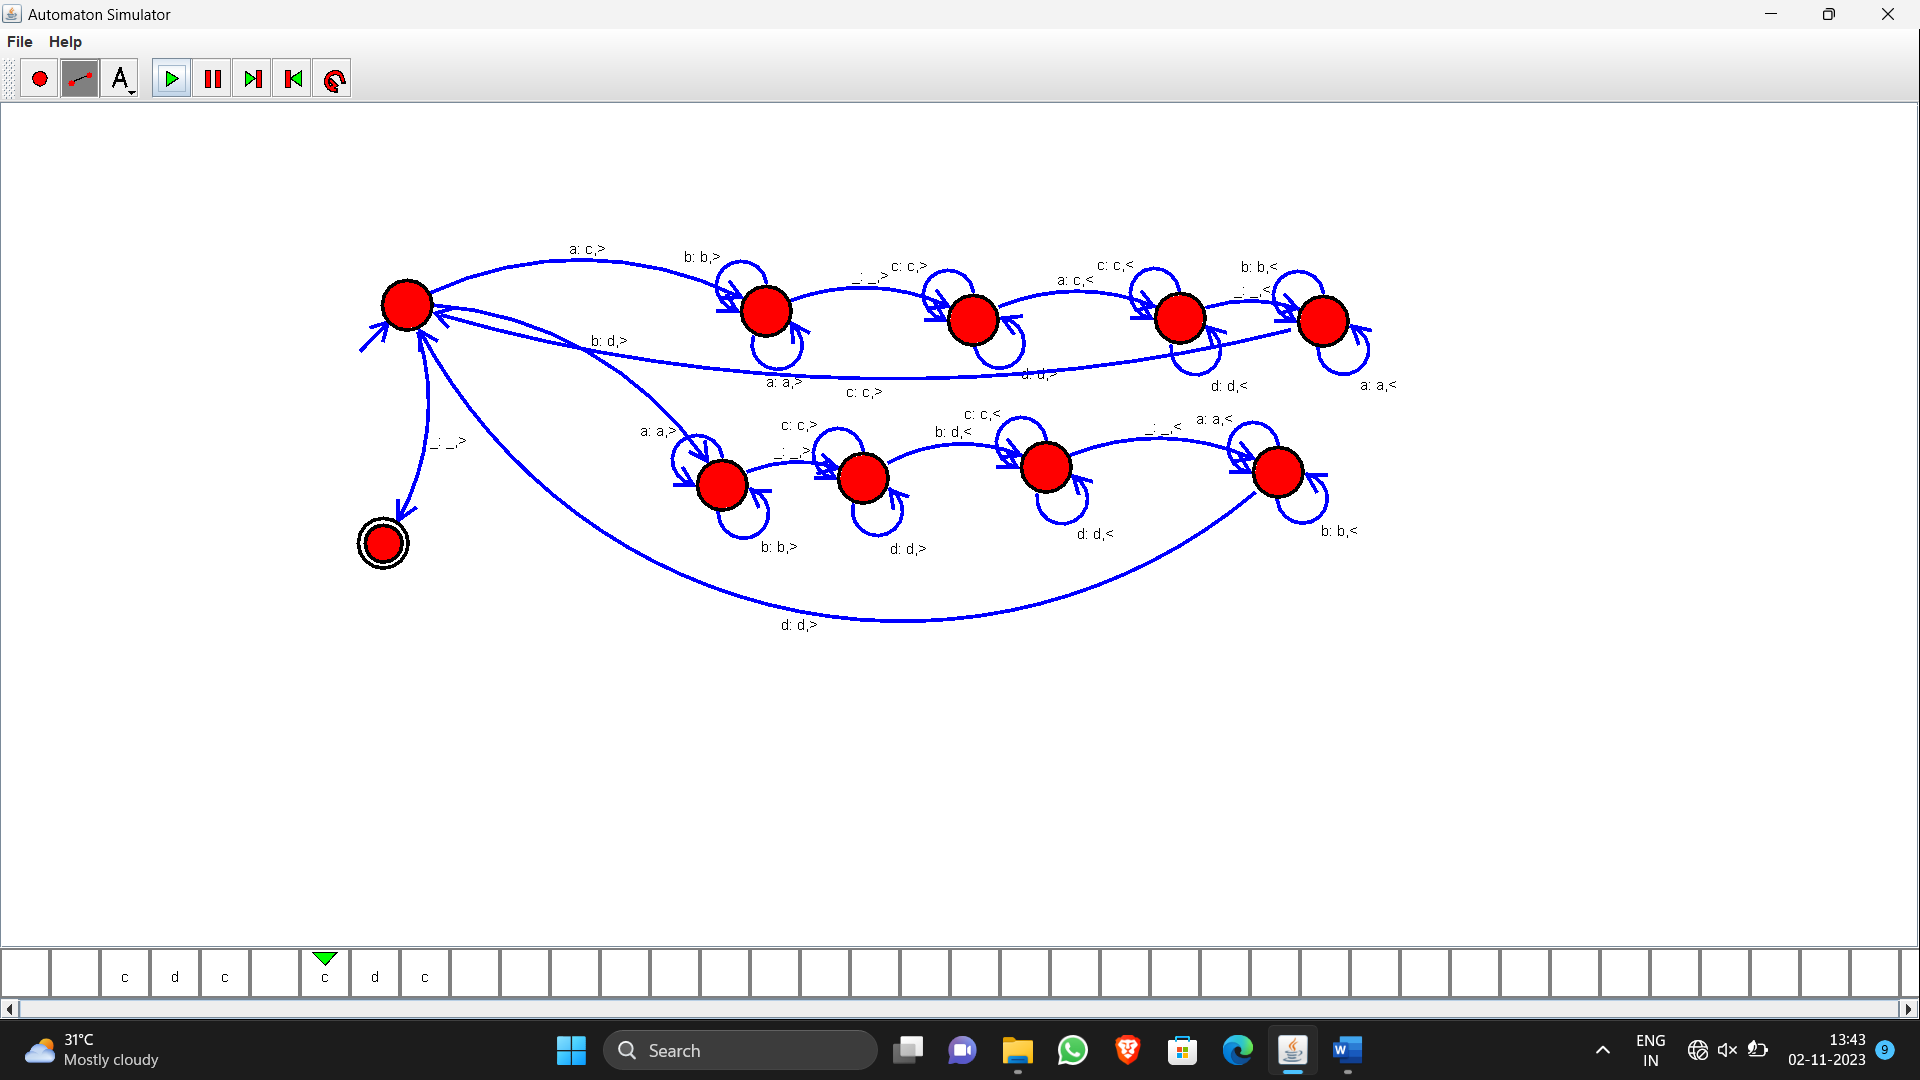 Automaton Simulator
File Help
A
a: c,>
b: b,>
_: _,>
c: c,>
a: c,<
c: c,<
_: _,<
b: b,<
b: d,>
a: a,>
c: c,>
d: d,>
d: d,<
a: a,<
_: _,>
a: a,>
_: _,>
c: c,>
b: d,<
c: c,<
_: _,<
a: a,<
b: b,>
d: d,>
d: d,<
b: b,<
d: d,>
c d c c d c
31°C
Mostly cloudy
Search
W
ENG
IN
13:43
02-11-2023
9